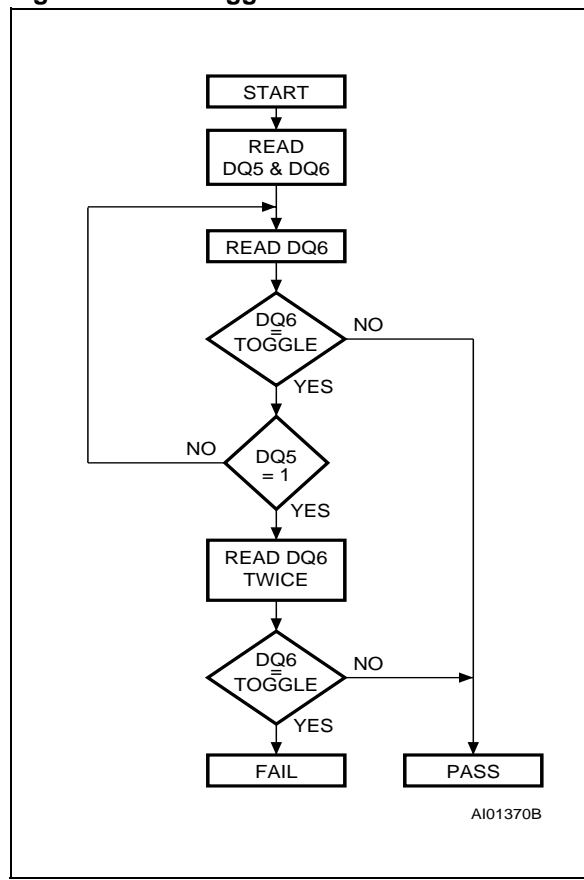 START
READ
DQ5 & DQ6
READ DQ6
DQ6
=
TOGGLE
NO
YES
NO
DQ5
= 1
YES
READ DQ6
TWICE
DQ6
=
TOGGLE
NO
YES
FAIL
PASS
AI01370B